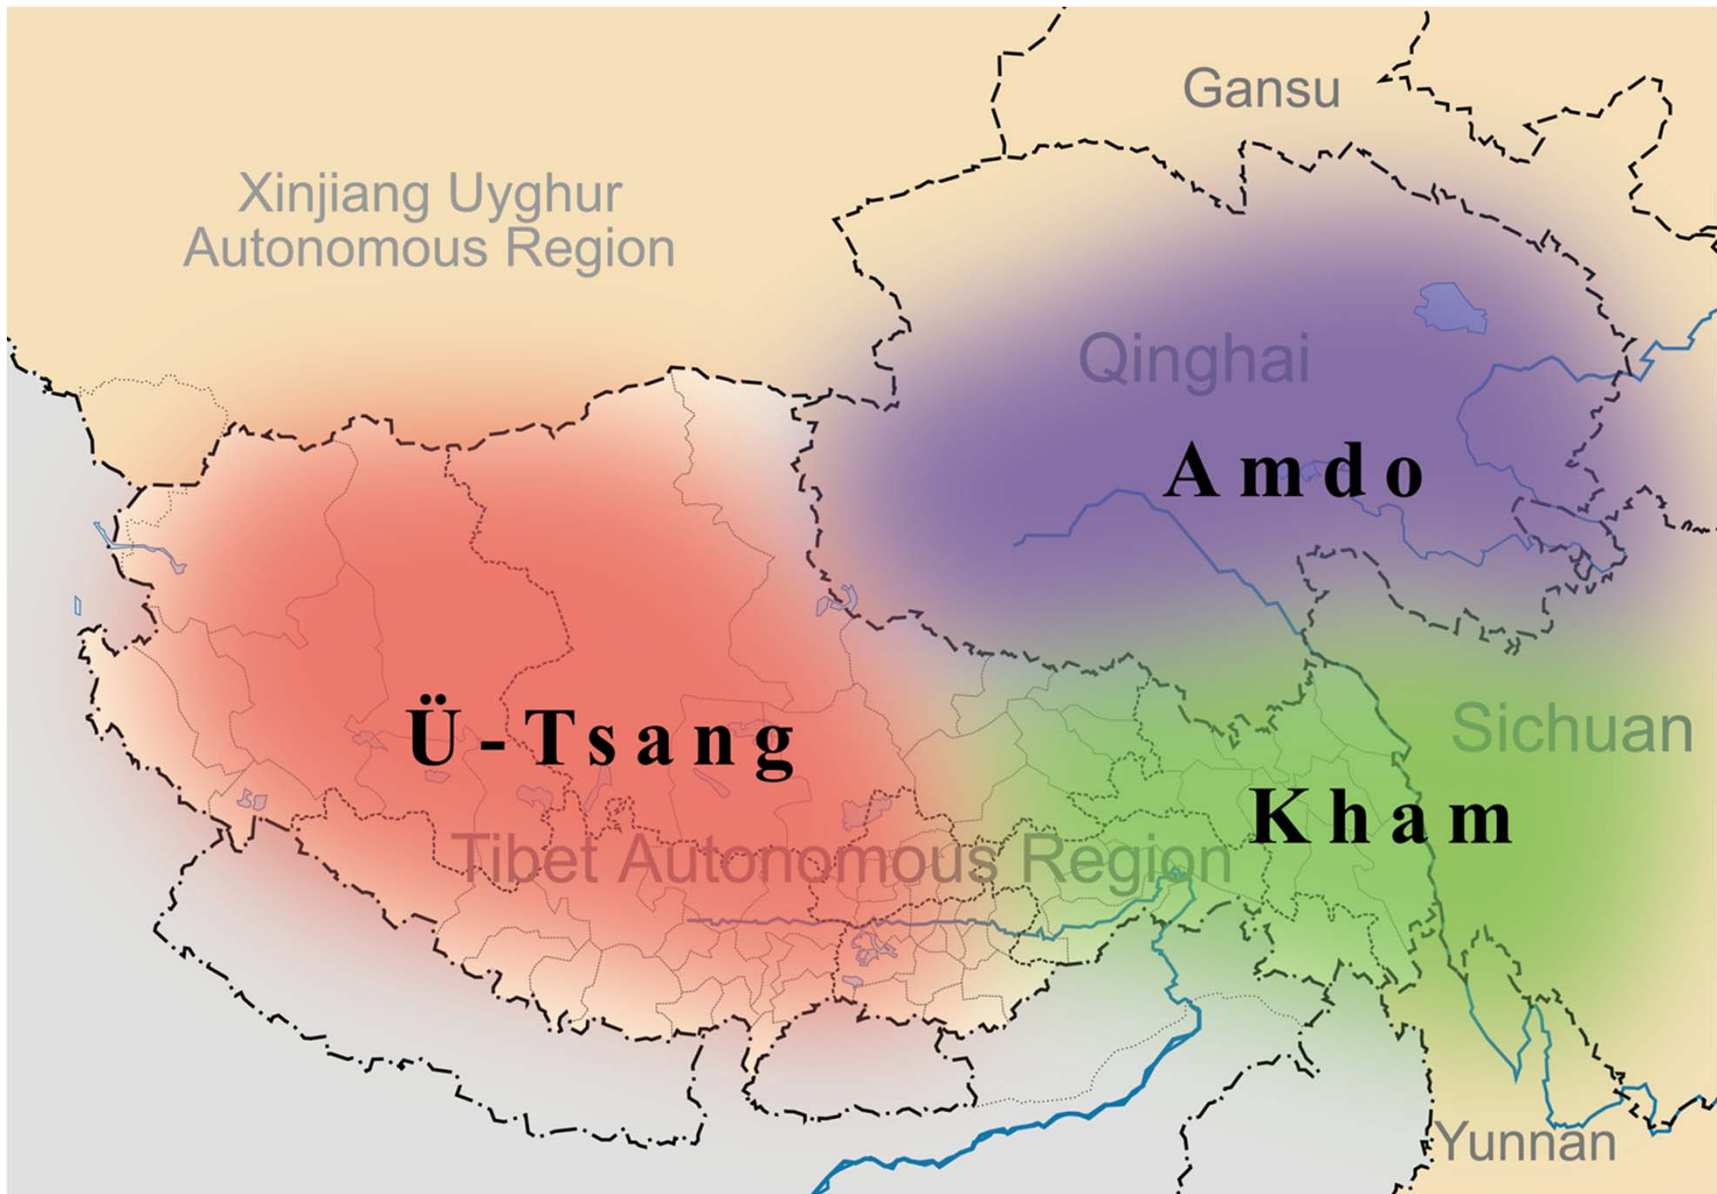 Gansu
Xinjiang Uyghur
Autonomous Region
Qinghai
Amdo
Ü-Tsang
Sichuan
Kham
Tibet Autonomous Region
Yunnan